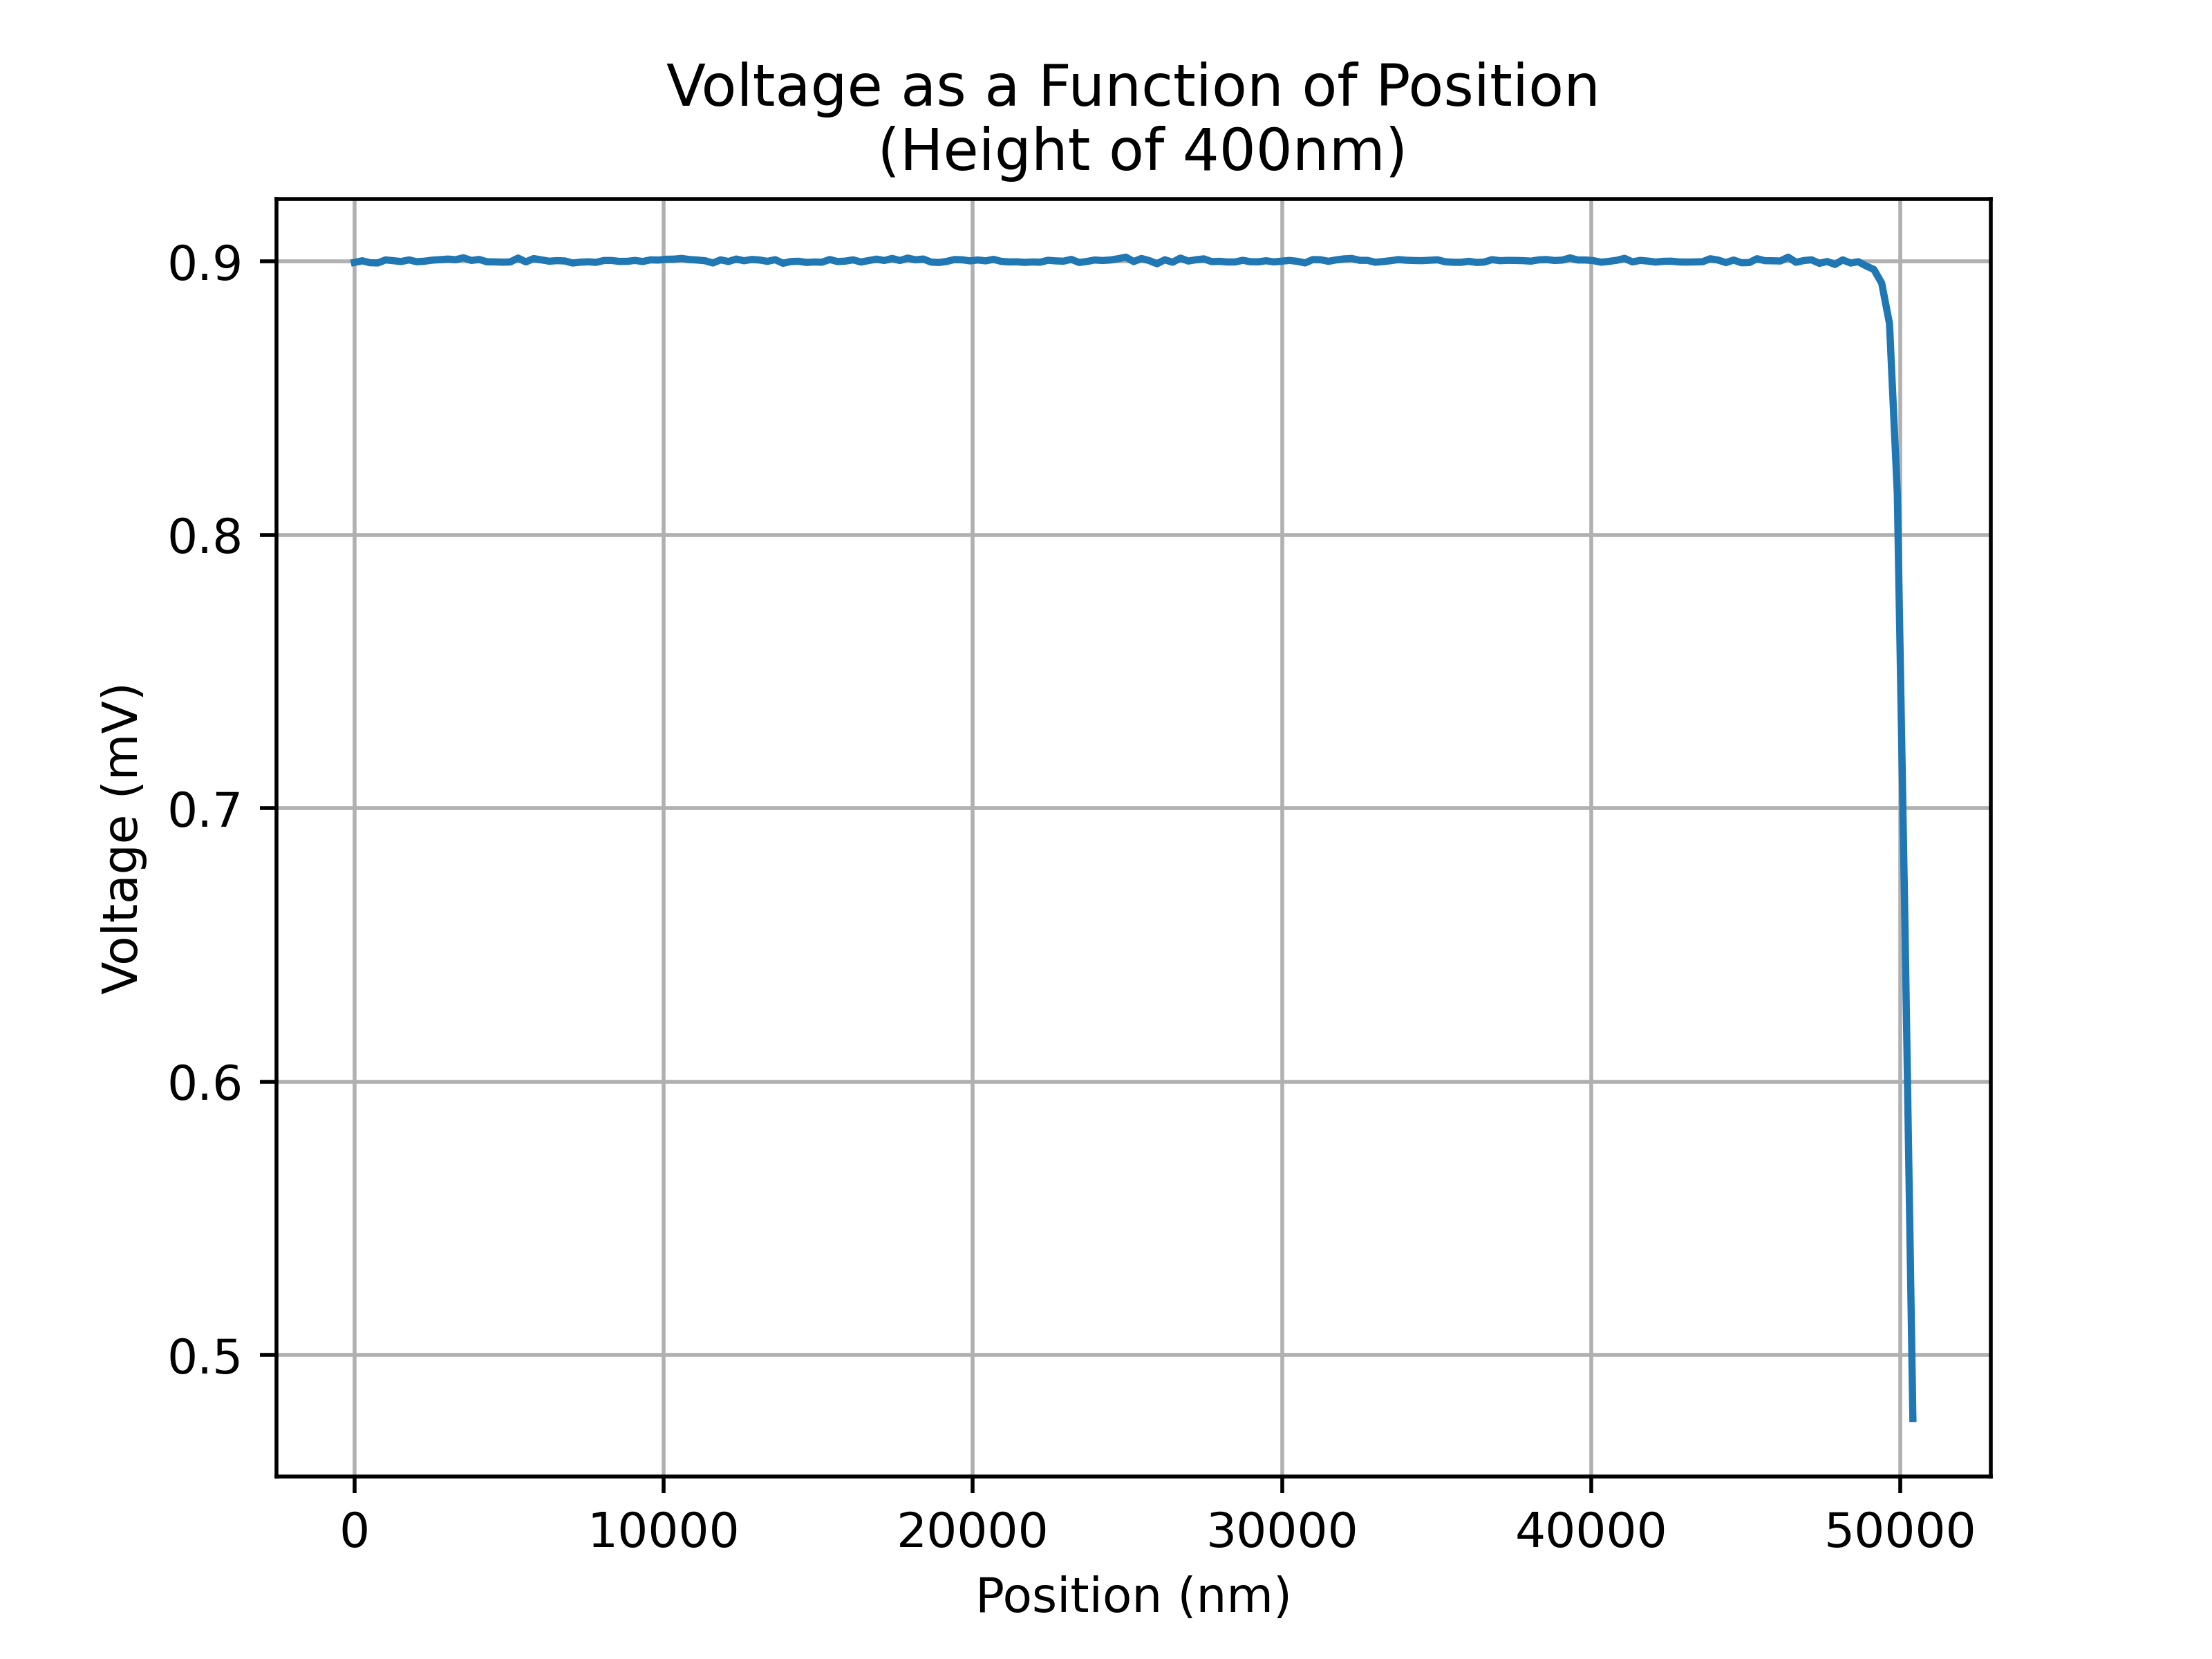 Voltage as a Function of Position
(Height of 400nm)
0.9
0.8
0.7
0.6
0.5
Voltage (mV)
0 10000 20000 30000 40000 50000
Position (nm)